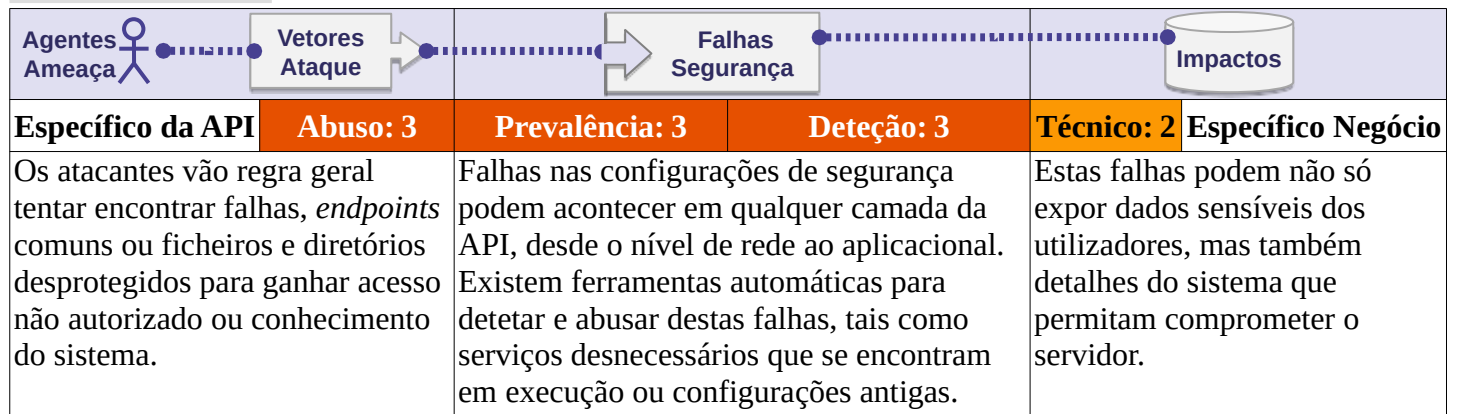 Agentes
Ameaça
Vetores
Ataque
Falhas
Segurança
Impactos
Específico da API
Abuso: 3
Prevalência: 3
Deteção: 3
Técnico: 2
Específico Negócio
Os atacantes vão regra geral
tentar encontrar falhas, endpoints
comuns ou ficheiros e diretórios
desprotegidos para ganhar acesso
não autorizado ou conhecimento
do sistema.
Falhas nas configurações de segurança
podem acontecer em qualquer camada da
API, desde o nível de rede ao aplicacional.
Existem ferramentas automáticas para
detetar e abusar destas falhas, tais como
serviços desnecessários que se encontram
em execução ou configurações antigas.
Estas falhas podem não só
expor dados sensíveis dos
utilizadores, mas também
detalhes do sistema que
permitam comprometer o
servidor.